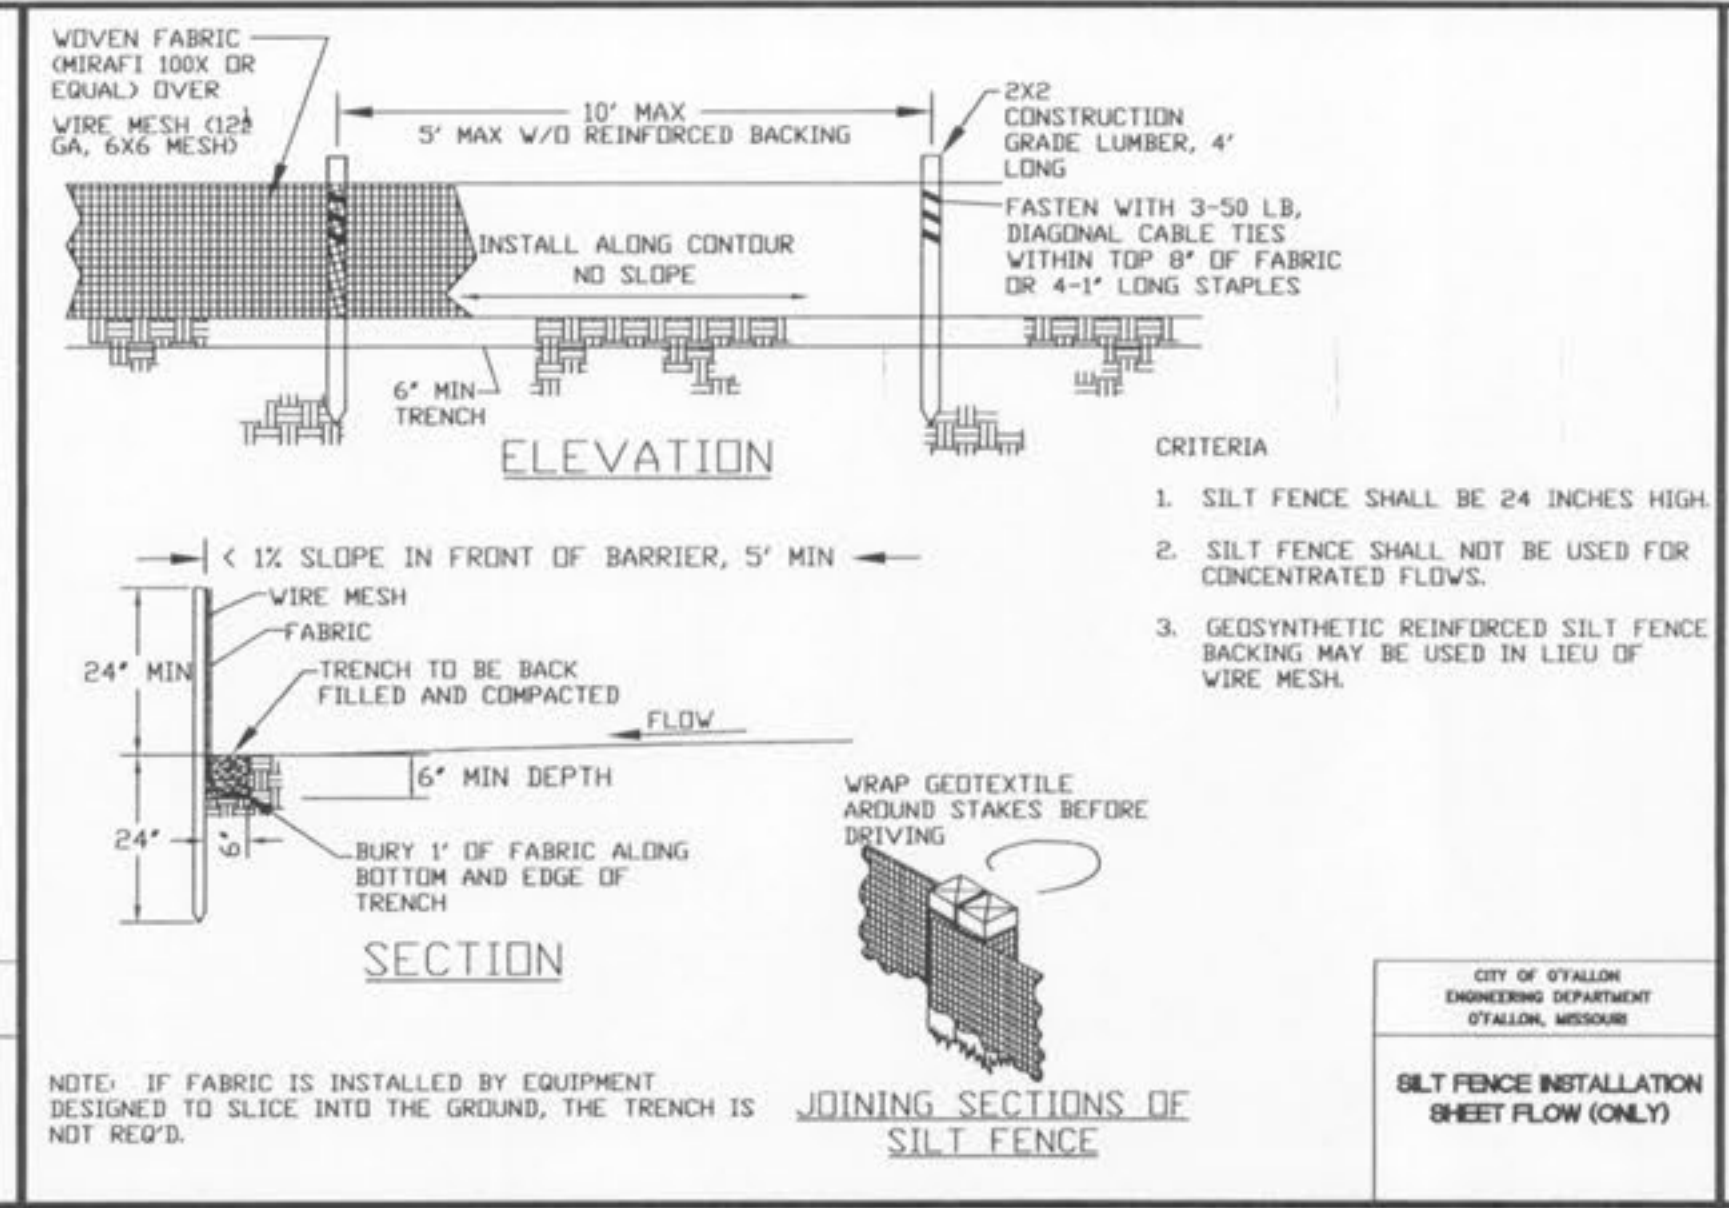 WOVEN FABRIC
(MIRAFI 100X OR
EQUAL) OVER
WIRE MESH (12½
GA, 6X6 MESH)
10' MAX
5' MAX W/O REINFORCED BACKING
2X2
CONSTRUCTION
GRADE LUMBER, 4'
LONG
FASTEN WITH 3-50 LB,
DIAGONAL CABLE TIES
WITHIN TOP 8" OF FABRIC
OR 4-1" LONG STAPLES
INSTALL ALONG CONTOUR
NO SLOPE
6" MIN
TRENCH
ELEVATION
CRITERIA
1. SILT FENCE SHALL BE 24 INCHES HIGH.
2. SILT FENCE SHALL NOT BE USED FOR
CONCENTRATED FLOWS.
3. GEOSYNTHETIC REINFORCED SILT FENCE
BACKING MAY BE USED IN LIEU OF
WIRE MESH.
< 1% SLOPE IN FRONT OF BARRIER, 5' MIN
WIRE MESH
FABRIC
24" MIN
TRENCH TO BE BACK
FILLED AND COMPACTED
FLOW
6" MIN DEPTH
24"
6"
BURY 1' OF FABRIC ALONG
BOTTOM AND EDGE OF
TRENCH
SECTION
WRAP GEOTEXTILE
AROUND STAKES BEFORE
DRIVING
JOINING SECTIONS OF
SILT FENCE
NOTE: IF FABRIC IS INSTALLED BY EQUIPMENT
DESIGNED TO SLICE INTO THE GROUND, THE TRENCH IS
NOT REQ'D.
CITY OF O'FALLON
ENGINEERING DEPARTMENT
O'FALLON, MISSOURI
SILT FENCE INSTALLATION
SHEET FLOW (ONLY)